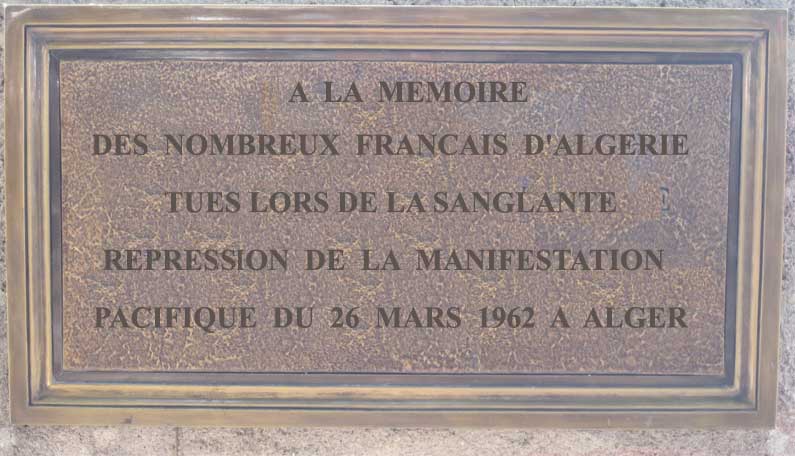 A LA MEMOIRE
DES NOMBREUX FRANCAIS D'ALGERIE
TUES LORS DE LA SANGLANTE
REPRESSION DE LA MANIFESTATION
PACIFIQUE DU 26 MARS 1962 A ALGER